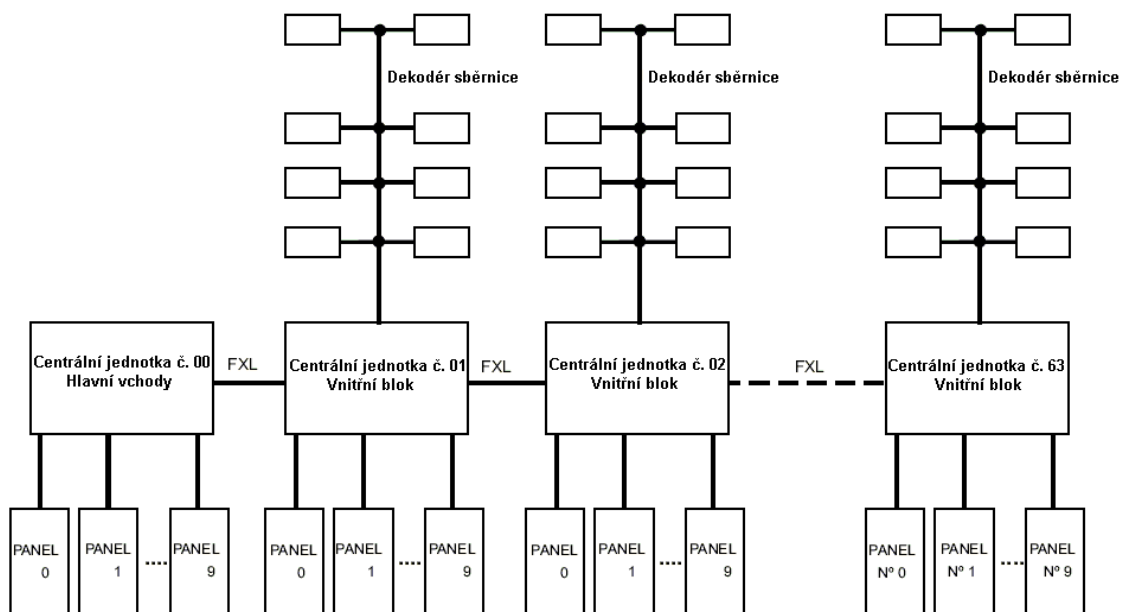 Dekodér sběrnice
Dekodér sběrnice
Dekodér sběrnice
Centrální jednotka č. 00
Hlavní vchody
FXL
Centrální jednotka č. 01
Vnitřní blok
FXL
Centrální jednotka č. 02
Vnitřní blok
FXL
Centrální jednotka č. 63
Vnitřní blok
PANEL
0
PANEL
1
....
PANEL
9
PANEL
0
PANEL
1
....
PANEL
9
PANEL
0
PANEL
1
....
PANEL
9
PANEL
Nº 0
PANEL
Nº 1
....
PANEL
Nº 9